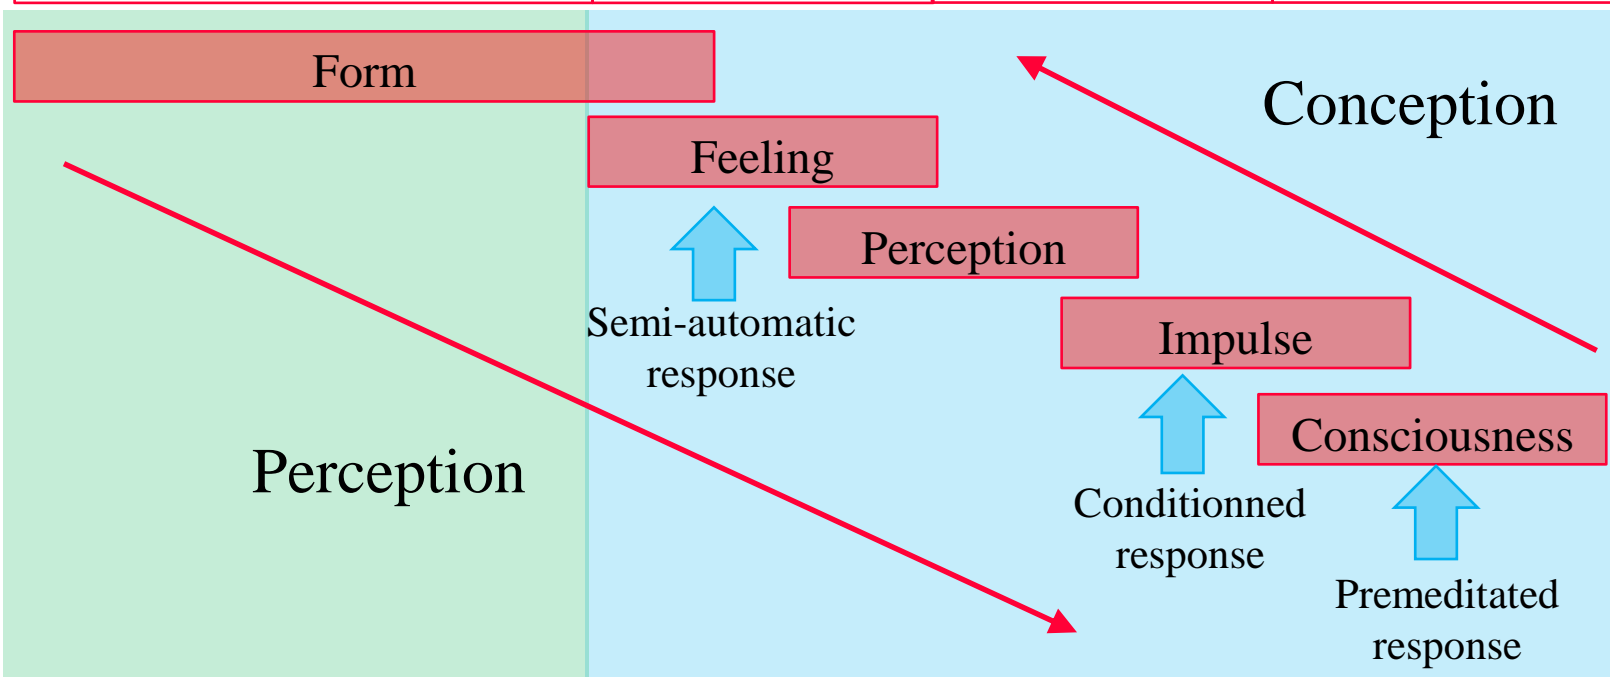 Form
Conception
Feeling
Perception
Semi-automatic
response
Impulse
Consciousness
Perception
Conditionned
response
Premeditated
response